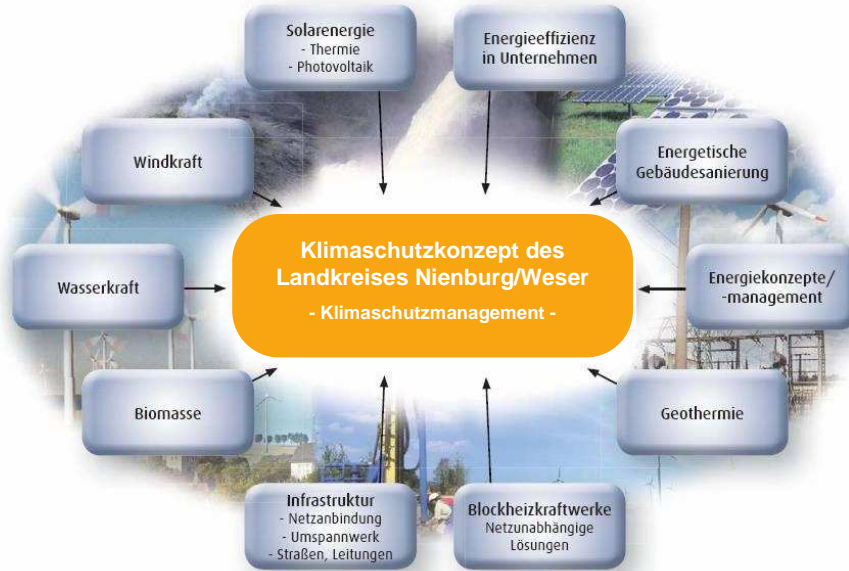 Solarenergie
- Thermie
- Photovoltaik
Energieeffizienz
in Unternehmen
Windkraft
Energetische
Gebäudesanierung
Klimaschutzkonzept des
Landkreises Nienburg/Weser
- Klimaschutzmanagement -
Wasserkraft
Energiekonzepte/
-management
Biomasse
Geothermie
Infrastruktur
- Netzanbindung
- Umspannwerk
- Straßen, Leitungen
Blockheizkraftwerke
Netzunabhängige
Lösungen